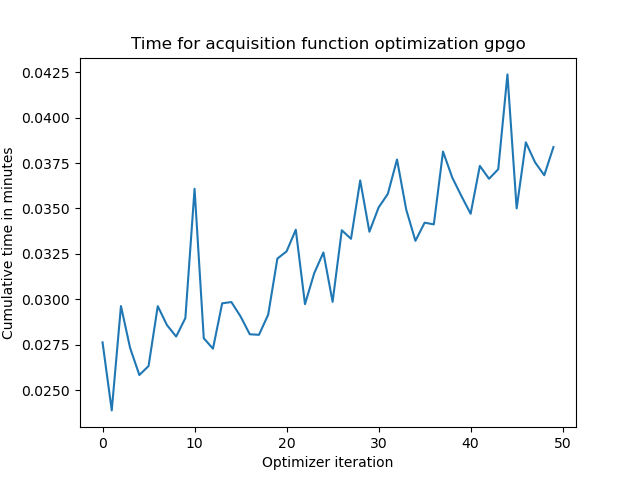 Time for acquisition function optimization gpgo
0.0425
0.0400
0.0375
0.0350
0.0325
0.0300
0.0275
0.0250
Cumulative time in minutes
0 10 20 30 40 50
Optimizer iteration